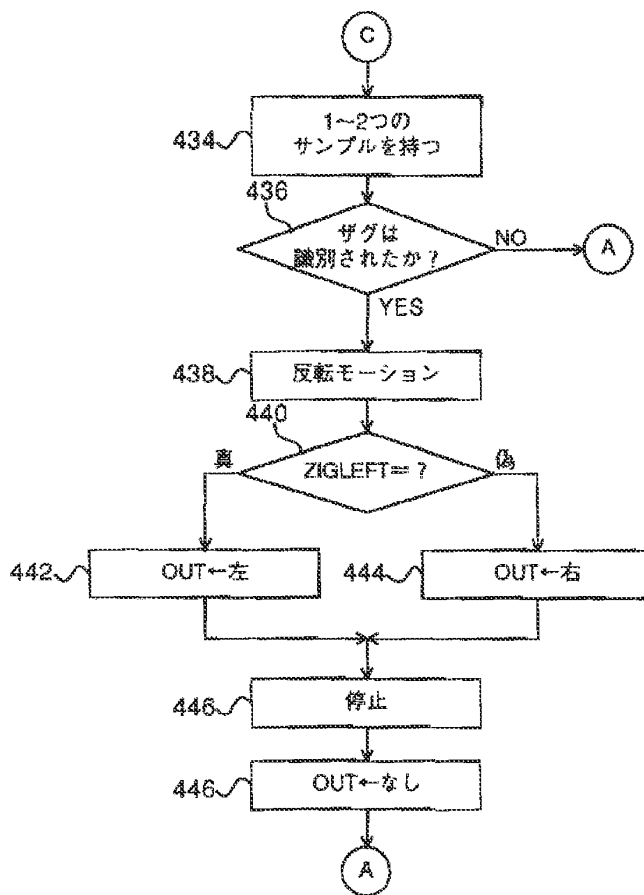 C
434
1〜2つの
サンプルを持つ
436
ザグは
識別されたか？
NO
A
YES
438
反転モーション
440
真
ZIGLEFT＝？
偽
442
OUT←左
444
OUT←右
446
停止
446
OUT←なし
A